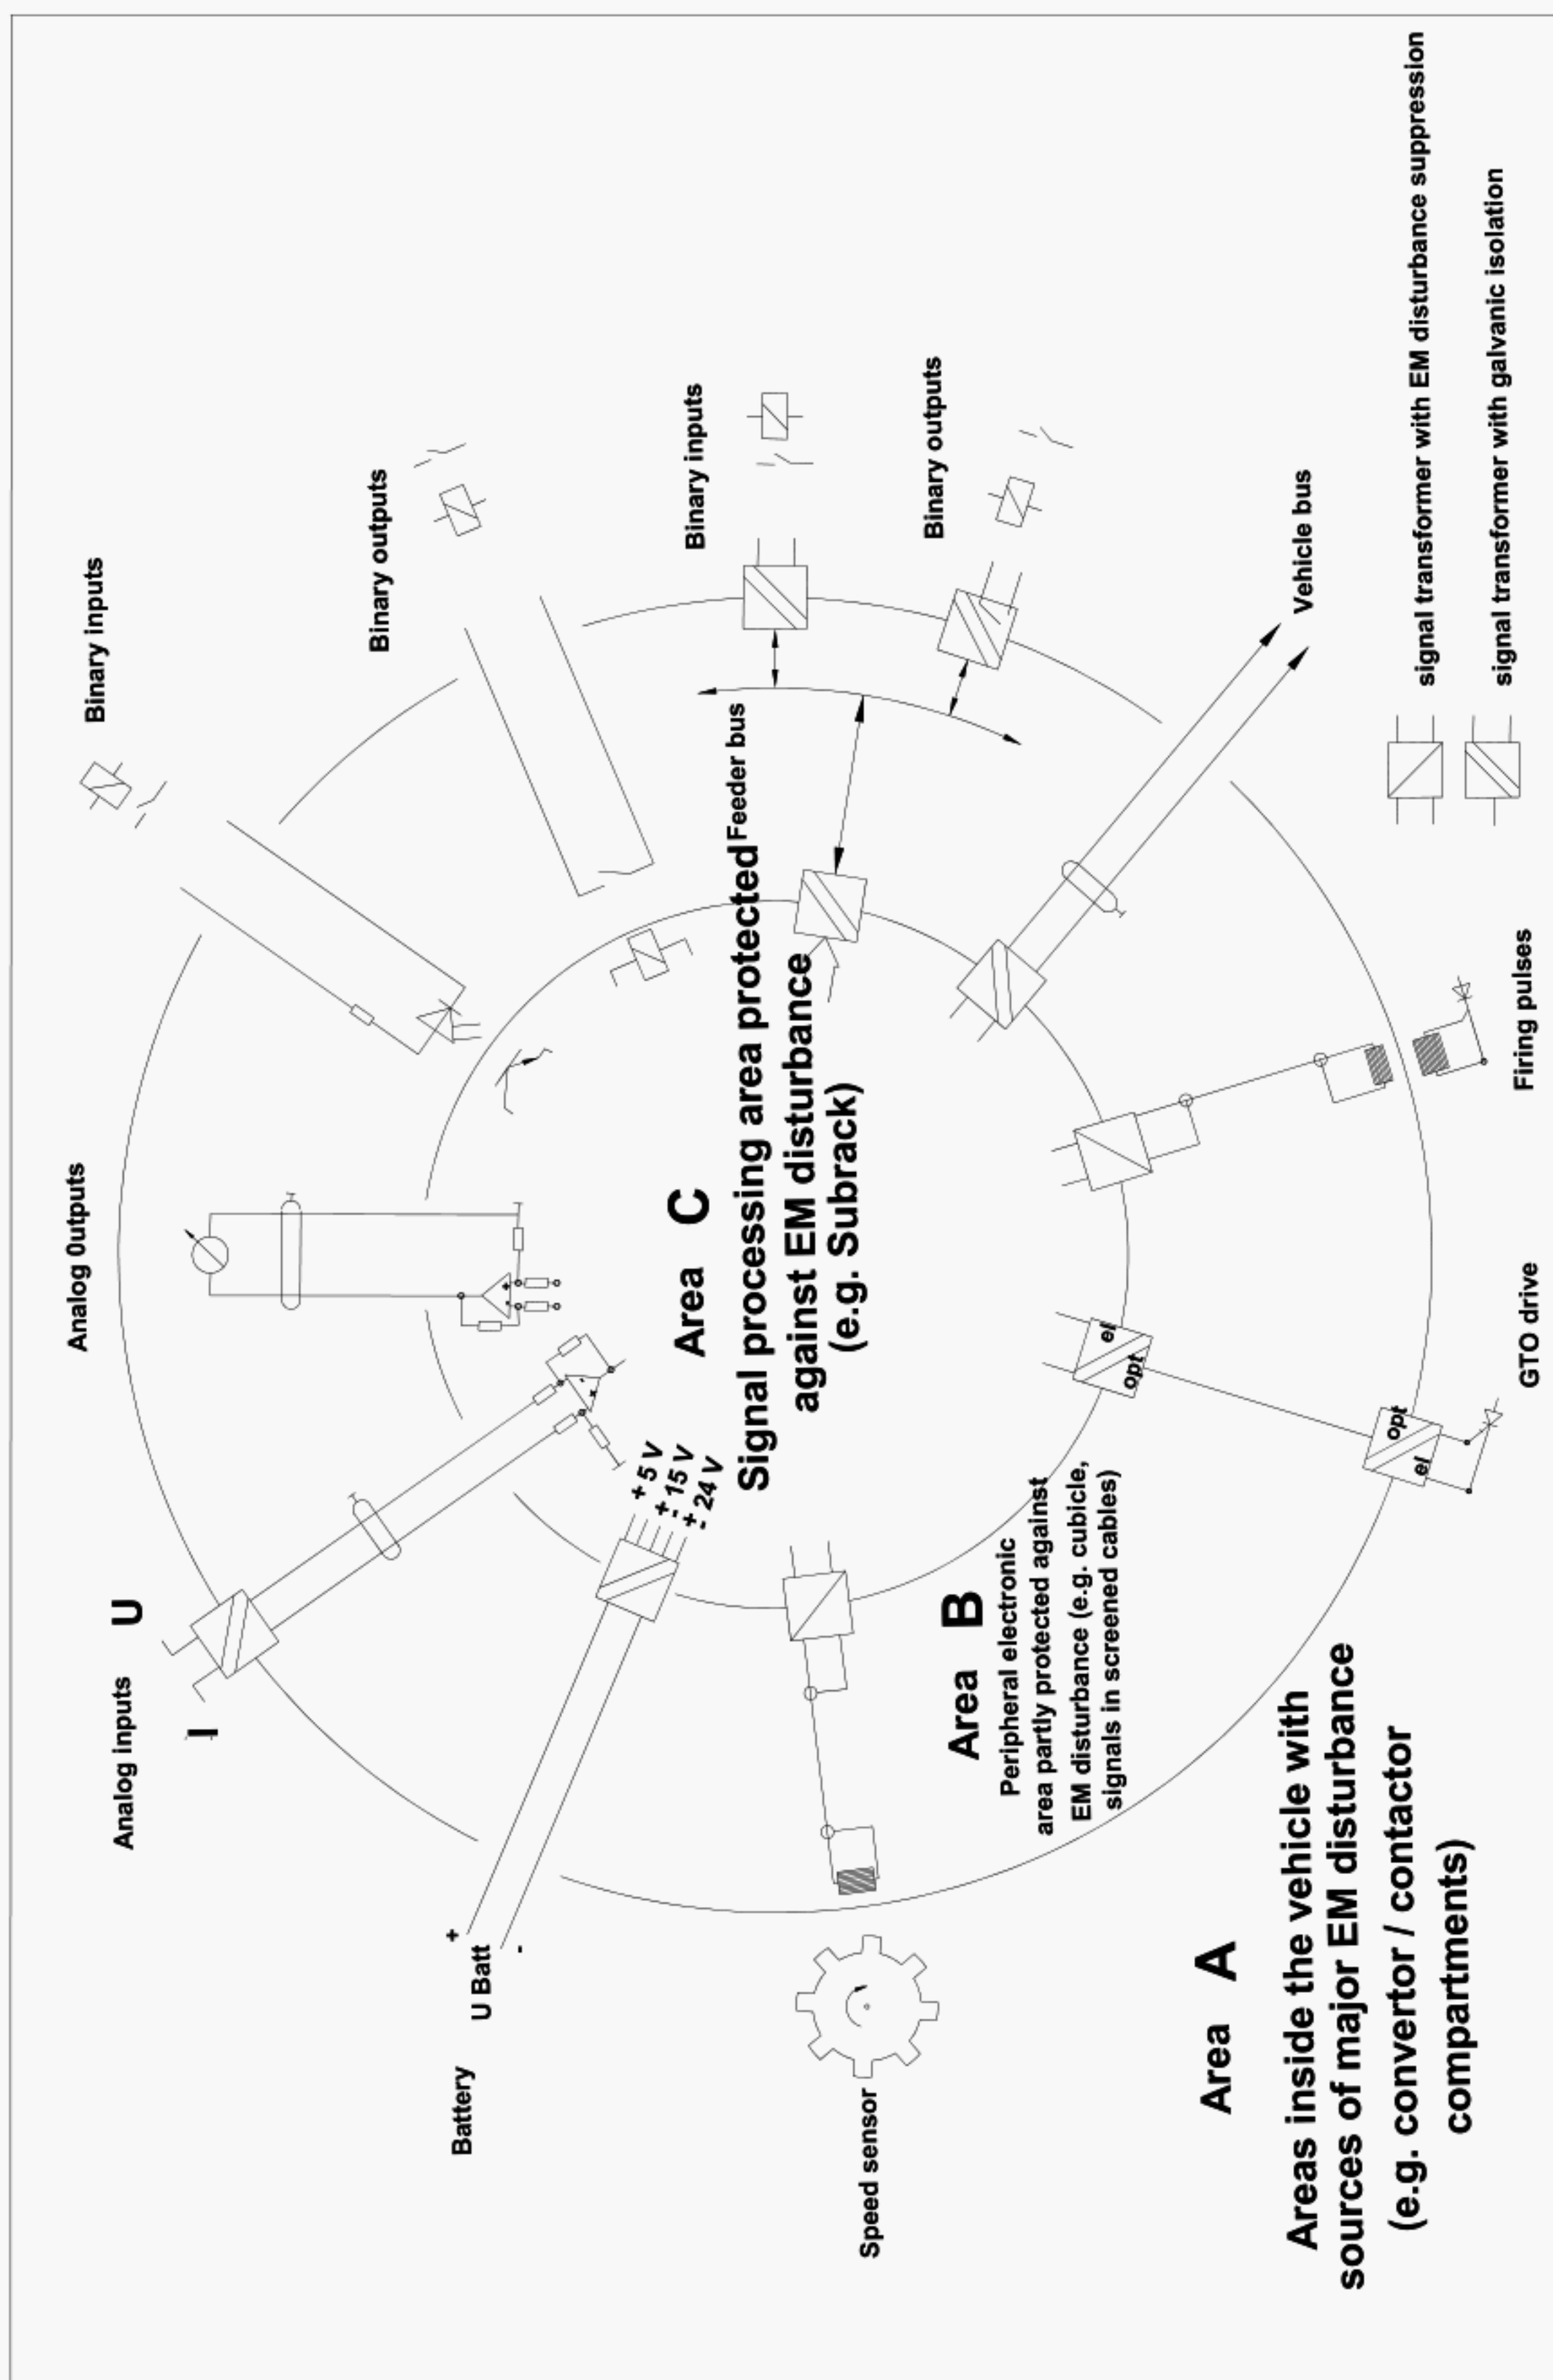 Analog inputs
U
I
Analog 0utputs
Binary inputs
Binary outputs
Battery
+
U Batt
-
+ 5 V
+ 15 V
-
+ 24 V
-
Binary inputs
Feeder bus
Binary outputs
Area C
Signal processing area protected
against EM disturbance
(e.g. Subrack)
Speed sensor
Area B
Peripheral electronic
area partly protected against
EM disturbance (e.g. cubicle,
signals in screened cables)
el
opt
Vehicle bus
Area A
Areas inside the vehicle with
sources of major EM disturbance
(e.g. convertor / contactor
compartments)
opt
el
GTO drive
Firing pulses
signal transformer with EM disturbance suppression
signal transformer with galvanic isolation